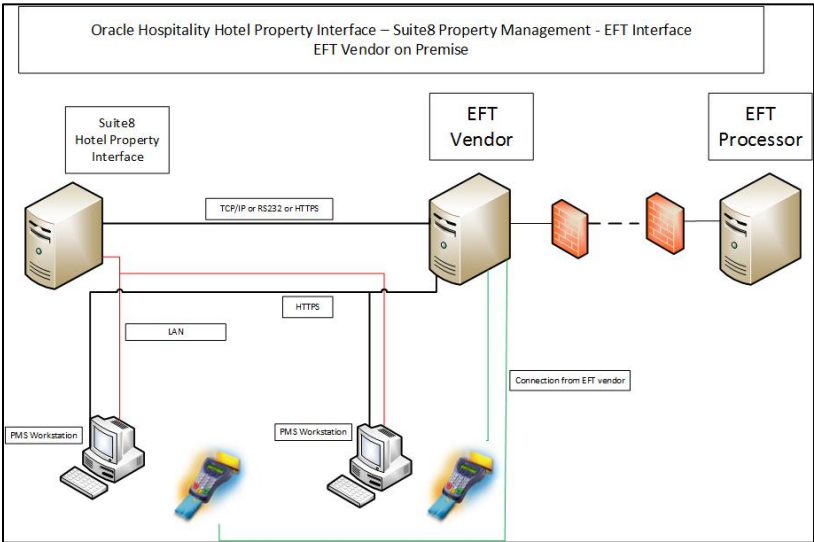 Oracle Hospitality Hotel Property Interface – Suite8 Property Management - EFT Interface
EFT Vendor on Premise
Suite8
Hotel Property
Interface
EFT
Vendor
EFT
Processor
TCP/IP or RS232 or HTTPS
HTTPS
LAN
Connection from EFT vendor
PMS Workstation
PMS Workstation